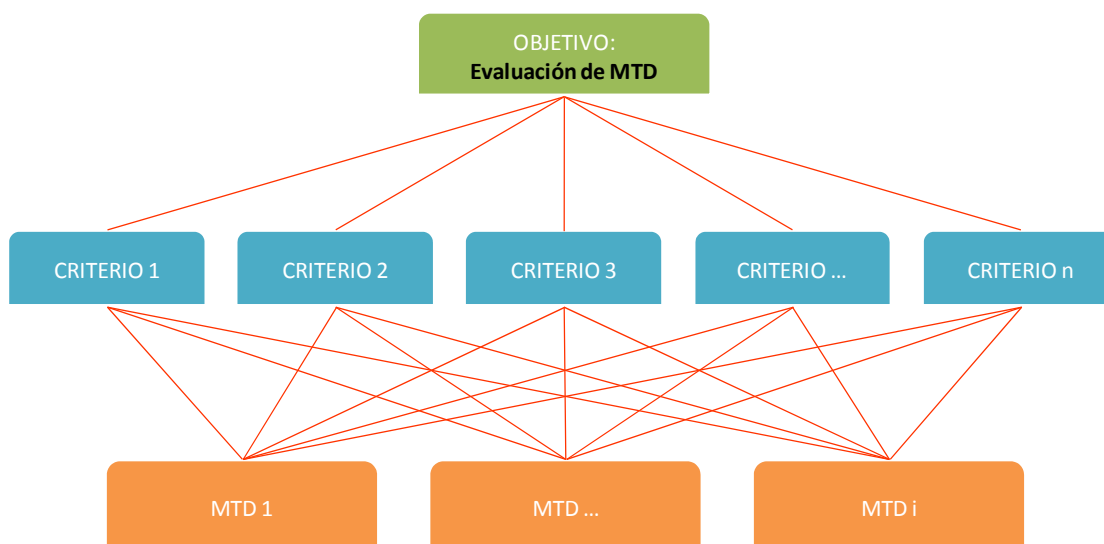 OBJETIVO:
Evaluación de MTD
CRITERIO 1
CRITERIO 2
CRITERIO 3
CRITERIO ...
CRITERIO n
MTD 1
MTD ...
MTD i